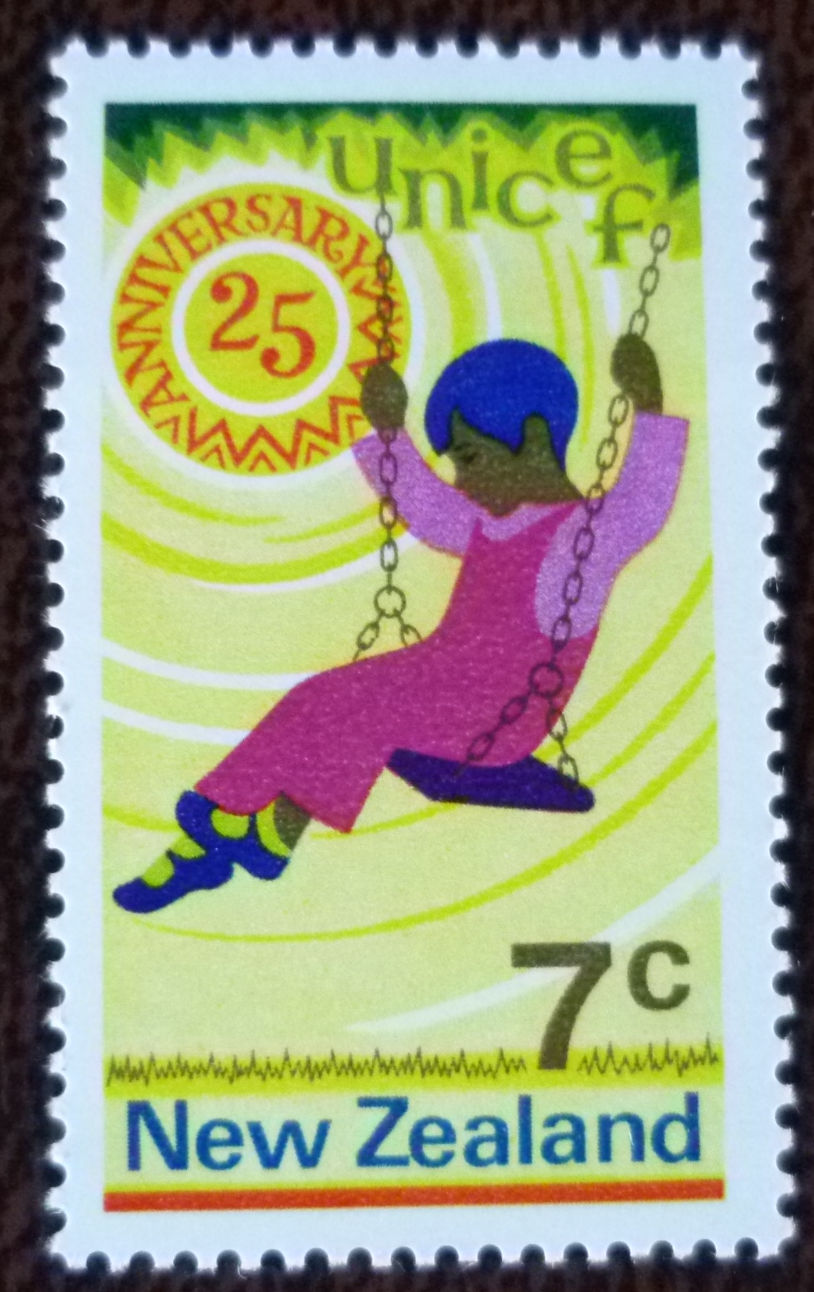 unicef
ANNIVERSARY
25
7c
New Zealand